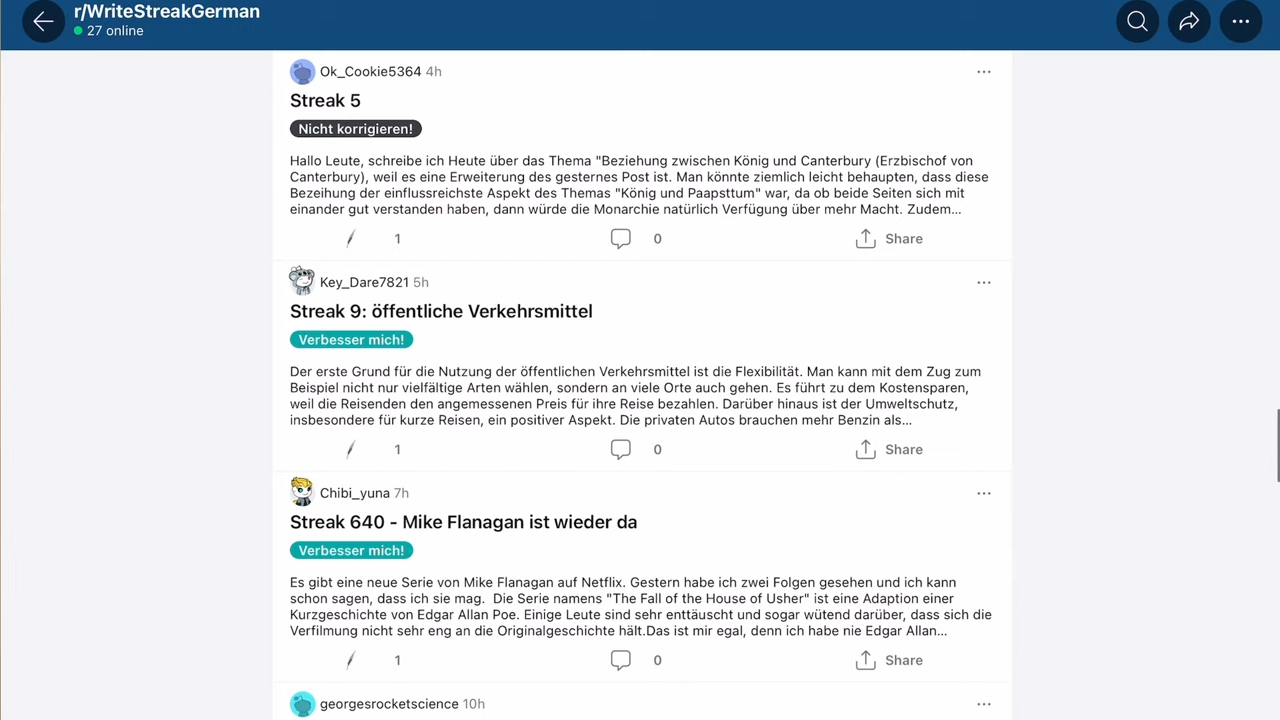 r/WriteStreakGerman
27 online
Ok_Cookie5364 4h
Streak 5
Nicht korrigieren!
Hallo Leute, schreibe ich Heute über das Thema "Beziehung zwischen König und Canterbury (Erzbischof von
Canterbury), weil es eine Erweiterung des gesternes Post ist. Man könnte ziemlich leicht behaupten, dass diese
Bezeihung der einflussreichste Aspekt des Themas "König und Paapsttum" war, da ob beide Seiten sich mit
einander gut verstanden haben, dann würde die Monarchie natürlich Verfügung über mehr Macht. Zudem...
1 0 Share
Key_Dare7821 5h
Streak 9: öffentliche Verkehrsmittel
Verbesser mich!
Der erste Grund für die Nutzung der öffentlichen Verkehrsmittel ist die Flexibilität. Man kann mit dem Zug zum
Beispiel nicht nur vielfältige Arten wählen, sondern an viele Orte auch gehen. Es führt zu dem Kostensparen,
weil die Reisenden den angemessenen Preis für ihre Reise bezahlen. Darüber hinaus ist der Umweltschutz,
insbesondere für kurze Reisen, ein positiver Aspekt. Die privaten Autos brauchen mehr Benzin als...
1 0 Share
Chibi_yuna 7h
Streak 640 - Mike Flanagan ist wieder da
Verbesser mich!
Es gibt eine neue Serie von Mike Flanagan auf Netflix. Gestern habe ich zwei Folgen gesehen und ich kann
schon sagen, dass ich sie mag. Die Serie namens "The Fall of the House of Usher" ist eine Adaption einer
Kurzgeschichte von Edgar Allan Poe. Einige Leute sind sehr enttäuscht und sogar wütend darüber, dass sich die
Verfilmung nicht sehr eng an die Originalgeschichte hält.Das ist mir egal, denn ich habe nie Edgar Allan...
1 0 Share
georgesrocketscience 10h